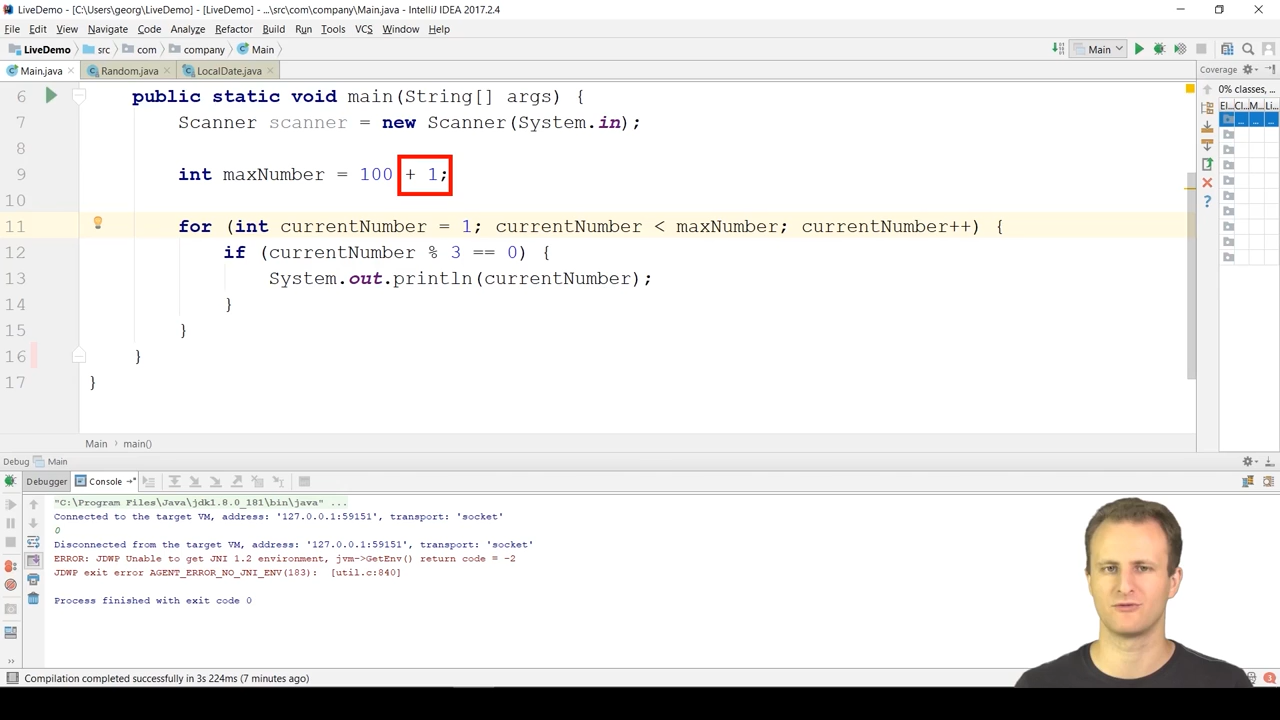 LiveDemo - [C:\Users\georg\LiveDemo] - [LiveDemo] - ...\src\com\company\Main.java - IntelliJ IDEA 2017.2.4
File Edit View Navigate Code Analyze Refactor Build Run Tools VCS Window Help
LiveDemo src com company Main Main
Main.java Random.java LocalDate.java Coverage
0% classes, ...
El... Cl... M... Li...
... ... ...
6 public static void main(String[] args) {
7 Scanner scanner = new Scanner(System.in);
8
9 int maxNumber = 100 + 1;
10
11 for (int currentNumber = 1; currentNumber < maxNumber; currentNumber++) {
12 if (currentNumber % 3 == 0) {
13 System.out.println(currentNumber);
14 }
15 }
16 }
17 }
Main main()
Debug Main
Debugger Console
"C:\Program Files\Java\jdk1.8.0_181\bin\java" ...
Connected to the target VM, address: '127.0.0.1:59151', transport: 'socket'
0
Disconnected from the target VM, address: '127.0.0.1:59151', transport: 'socket'
ERROR: JDWP Unable to get JNI 1.2 environment, jvm->GetEnv() return code = -2
JDWP exit error AGENT_ERROR_NO_JNI_ENV(183): [util.c:840]
Process finished with exit code 0
Compilation completed successfully in 3s 224ms (7 minutes ago) 3